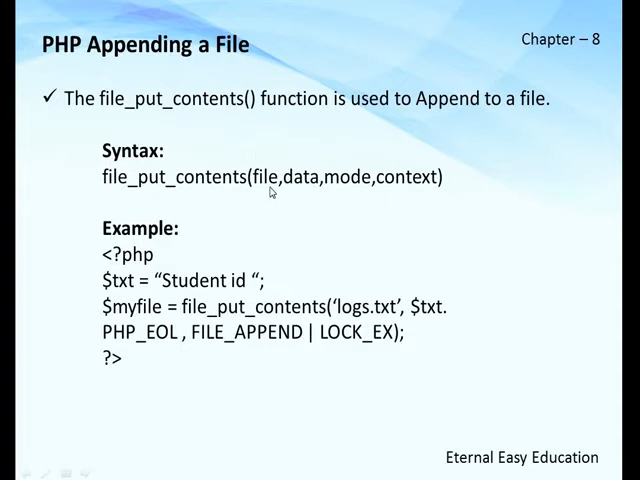 PHP Appending a File
Chapter – 8
✓ The file_put_contents() function is used to Append to a file.
Syntax:
file_put_contents(file,data,mode,context)
Example:
<?php
$txt = “Student id “;
$myfile = file_put_contents(‘logs.txt’, $txt.
PHP_EOL , FILE_APPEND | LOCK_EX);
?>
Eternal Easy Education